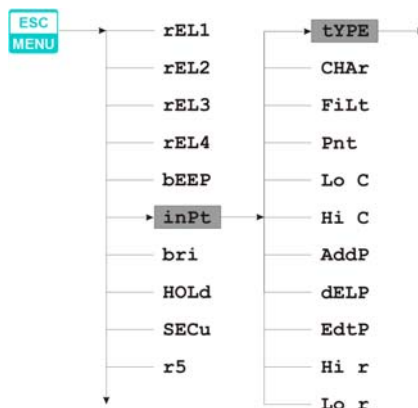 ESC
MENU
rEL1
rEL2
rEL3
rEL4
bEEP
inPt
bri
HOLd
SECu
r5
tYPE
CHAr
FiLt
Pnt
Lo C
Hi C
AddP
dELP
EdtP
Hi r
Lo r